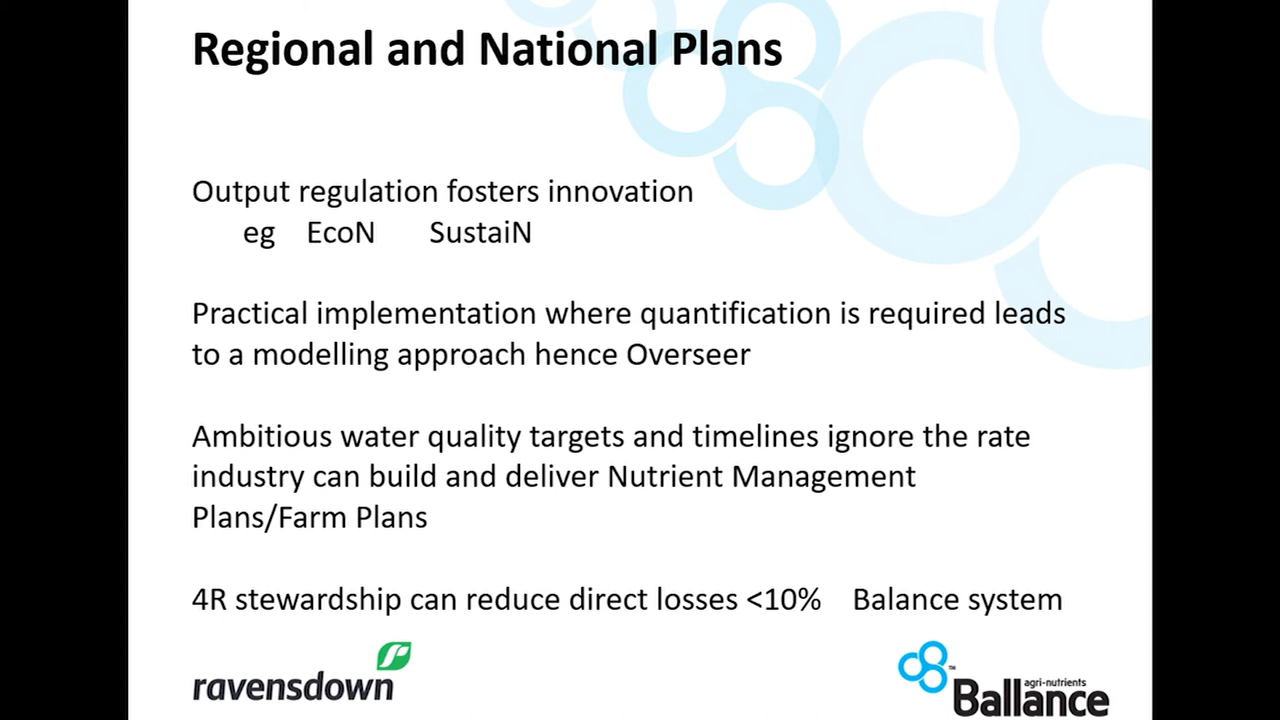 Regional and National Plans
Output regulation fosters innovation
eg EcoN SustaiN
Practical implementation where quantification is required leads
to a modelling approach hence Overseer
Ambitious water quality targets and timelines ignore the rate
industry can build and deliver Nutrient Management
Plans/Farm Plans
4R stewardship can reduce direct losses <10% Balance system
ravensdown
TM
agri-nutrients
Ballance